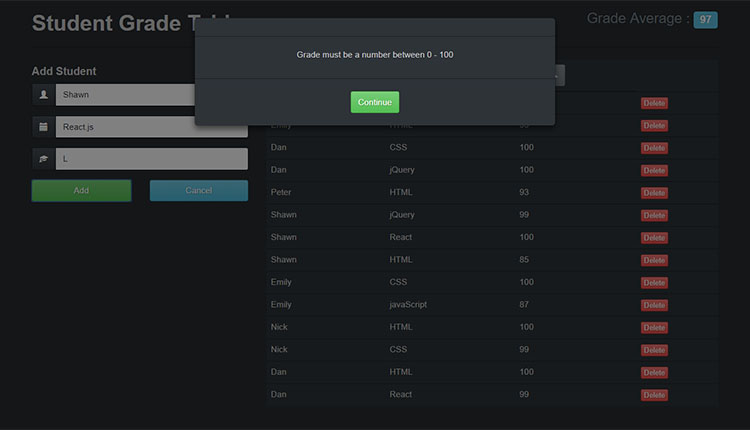 Student Grade
Grade Average : 97
Grade must be a number between 0 - 100
Continue
Add Student
Shawn
React.js
L
Add Cancel
Delete
Emily HTML Delete
Dan CSS 100 Delete
Dan jQuery 100 Delete
Peter HTML 93 Delete
Shawn jQuery 99 Delete
Shawn React 100 Delete
Shawn HTML 85 Delete
Emily CSS 100 Delete
Emily javaScript 87 Delete
Nick HTML 100 Delete
Nick CSS 99 Delete
Dan HTML 100 Delete
Dan React 99 Delete